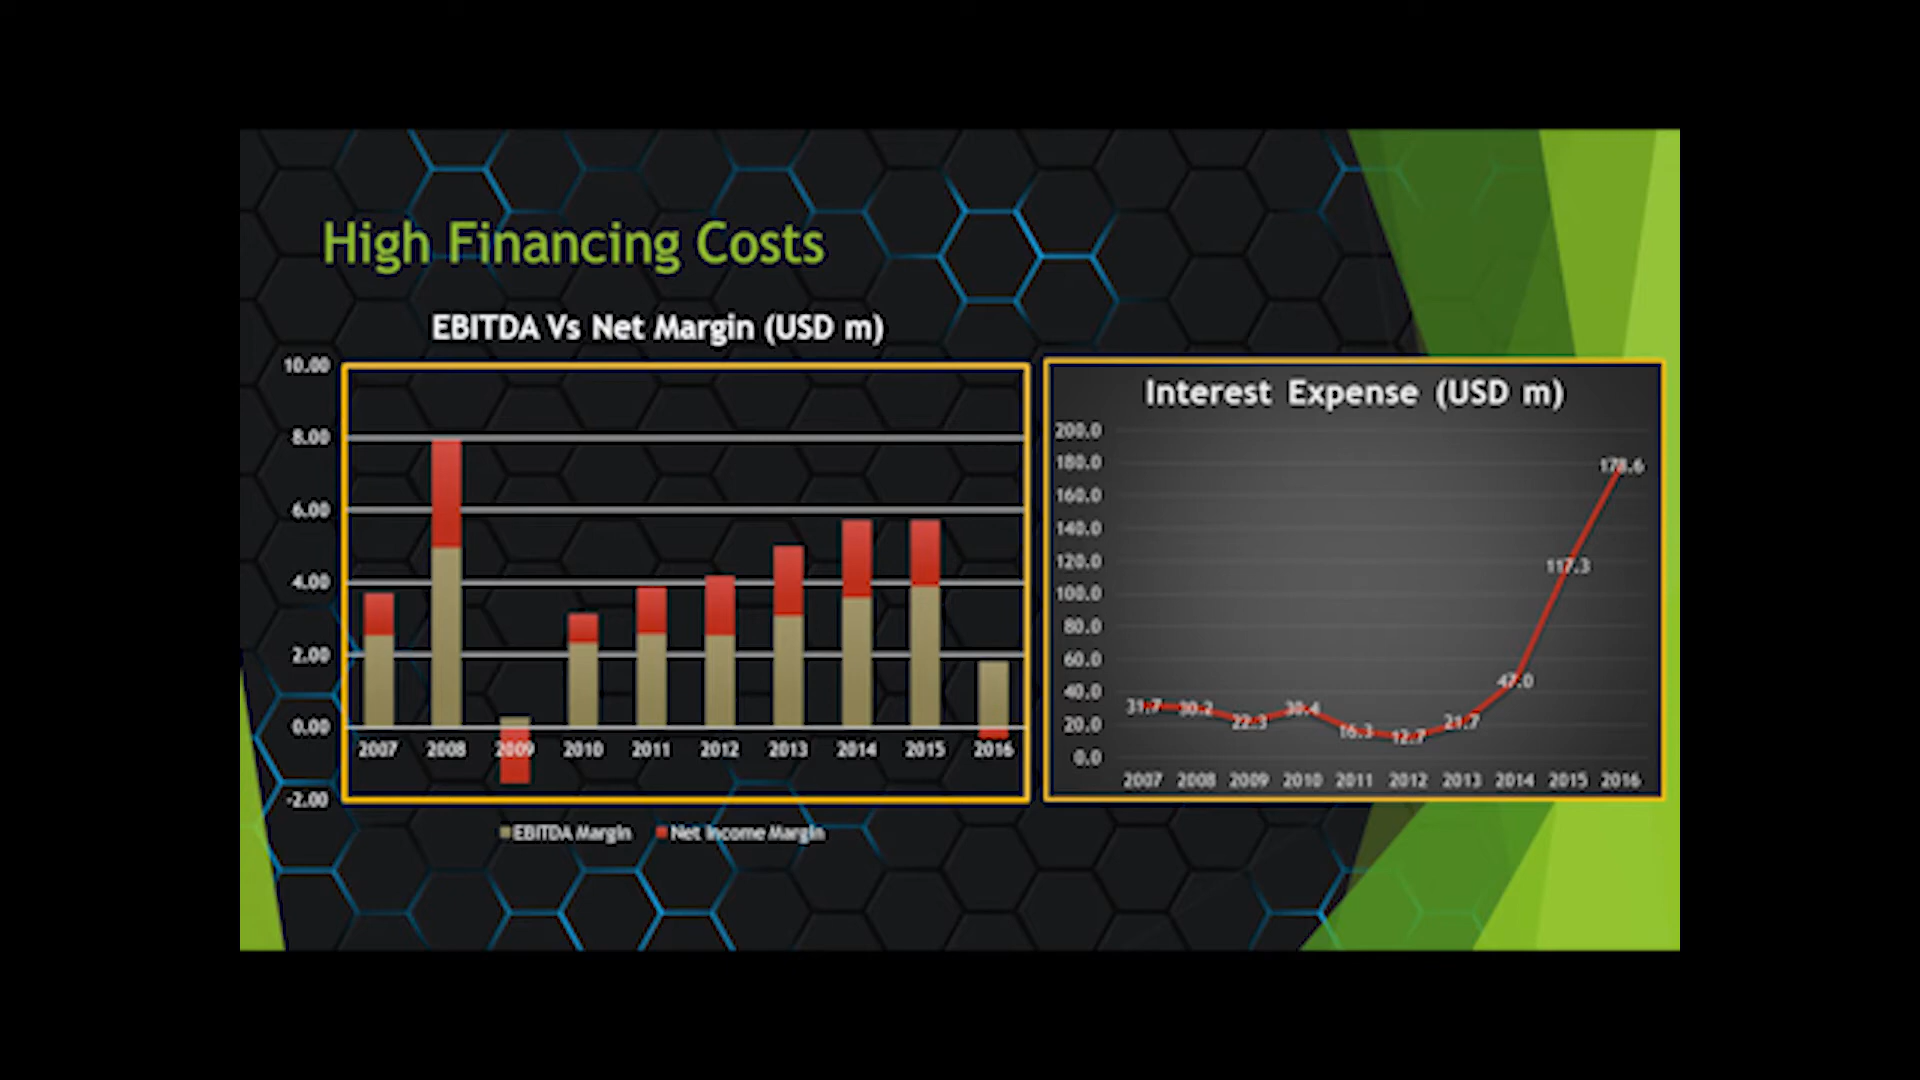 High Financing Costs
EBITDA Vs Net Margin (USD m)
10.00
8.00
6.00
4.00
2.00
0.00
-2.00
2007 2008 2009 2010 2011 2012 2013 2014 2015 2016
EBITDA Margin Net Income Margin
Interest Expense (USD m)
200.0
180.0
160.0
140.0
120.0
100.0
80.0
60.0
40.0
20.0
0.0
31.7 30.2 22.3 30.4 16.3 12.7 21.7 47.0 117.3 178.6
2007 2008 2009 2010 2011 2012 2013 2014 2015 2016